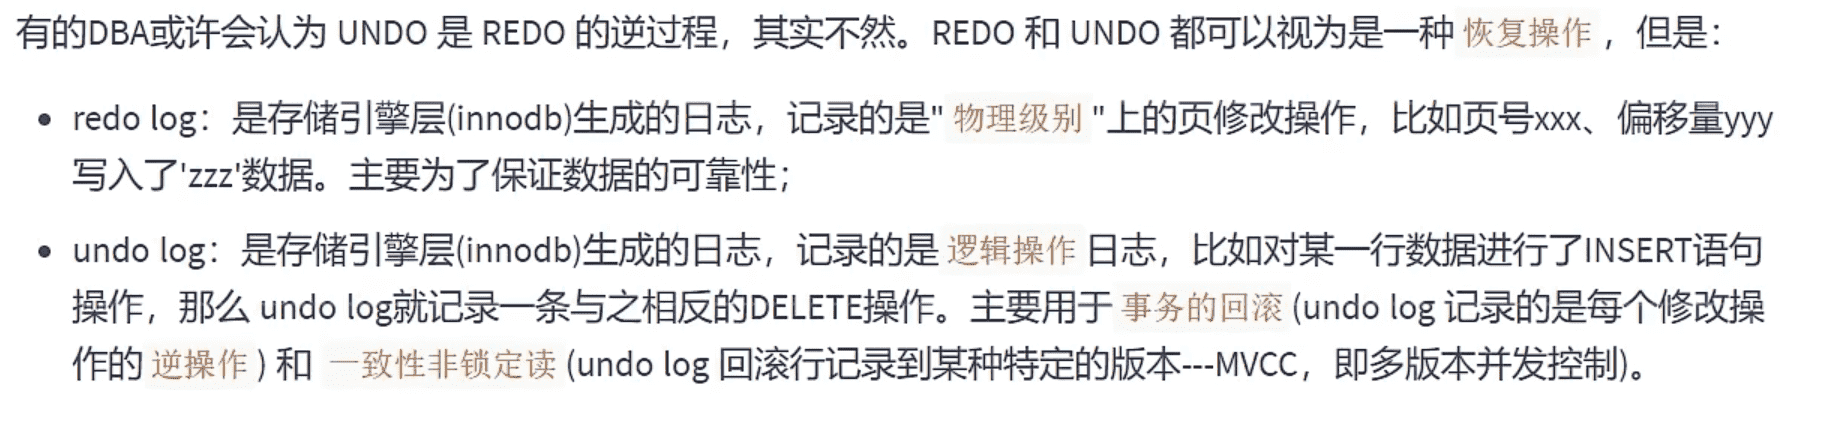 有的DBA或许会认为 UNDO 是 REDO 的逆过程，其实不然。REDO 和 UNDO 都可以视为是一种 恢复操作 ，但是：
redo log：是存储引擎层(innodb)生成的日志，记录的是" 物理级别 "上的页修改操作，比如页号xxx、偏移量yyy
写入了'zzz'数据。主要为了保证数据的可靠性；
undo log：是存储引擎层(innodb)生成的日志，记录的是 逻辑操作 日志，比如对某一行数据进行了INSERT语句
操作，那么 undo log就记录一条与之相反的DELETE操作。主要用于 事务的回滚 (undo log 记录的是每个修改操
作的 逆操作 ) 和 一致性非锁定读 (undo log 回滚行记录到某种特定的版本---MVCC，即多版本并发控制)。